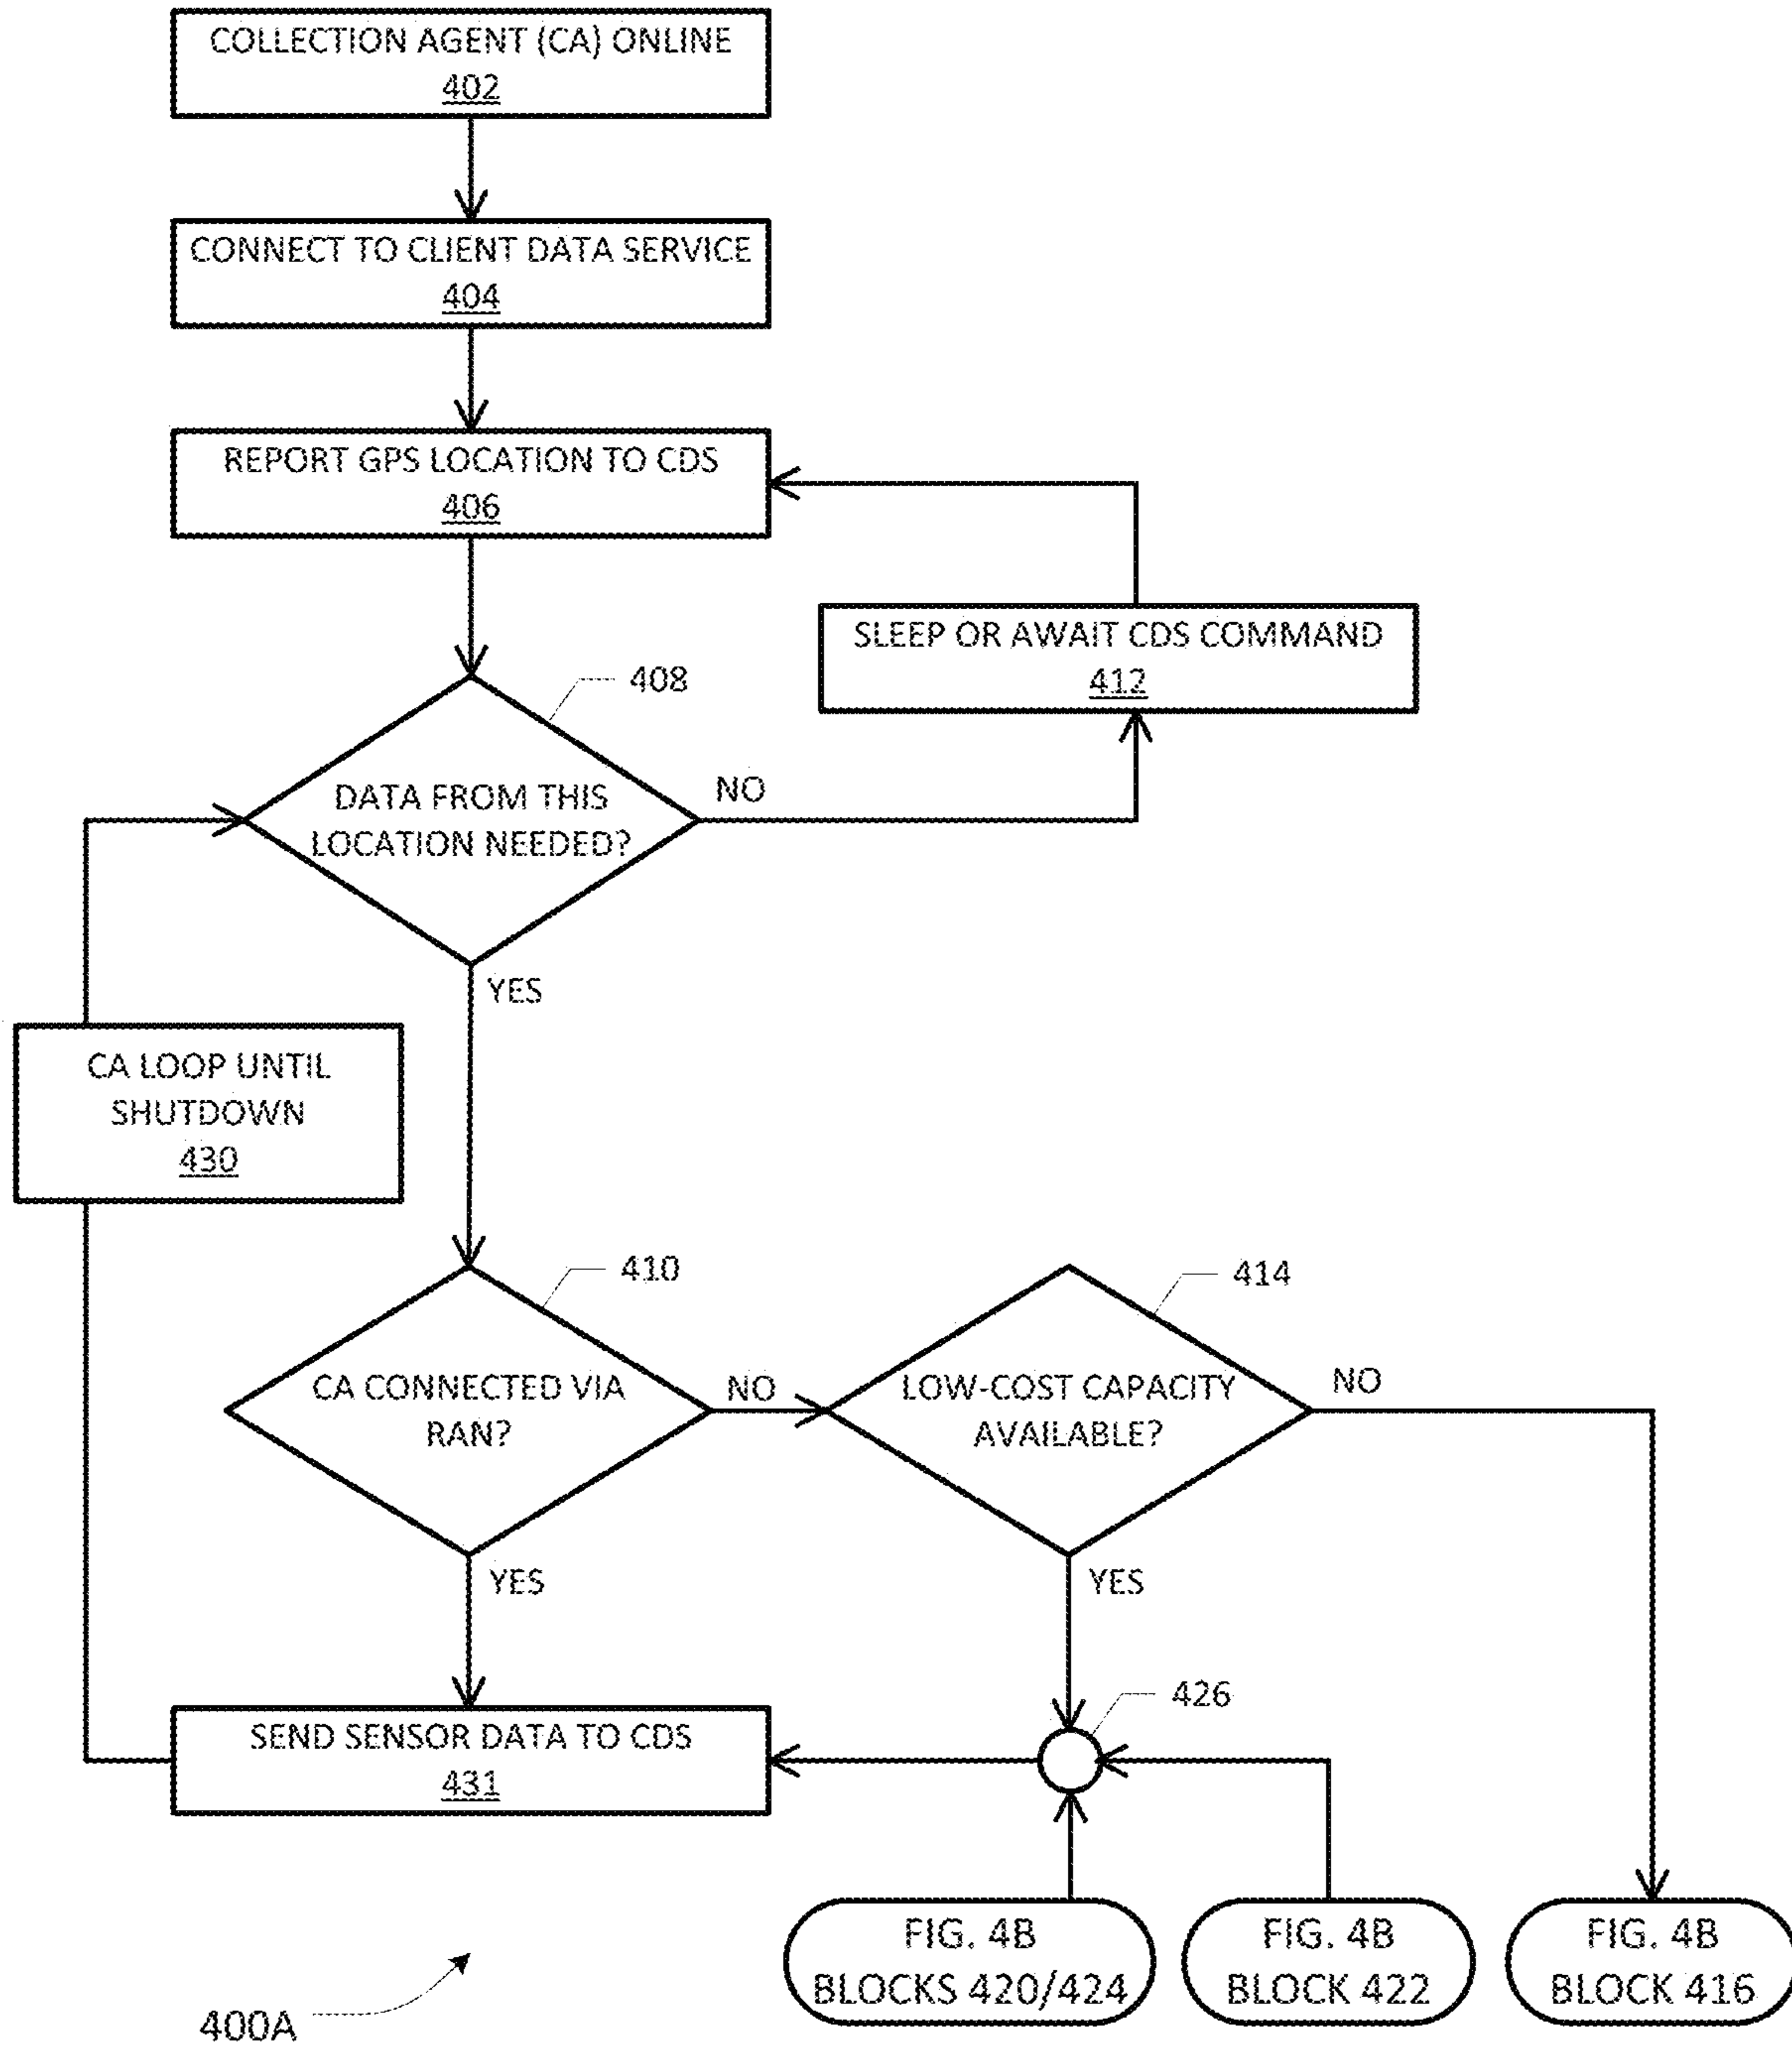 COLLECTION AGENT (CA) ONLINE
402
CONNECT TO CLIENT DATA SERVICE
404
REPORT GPS LOCATION TO CDS
406
SLEEP OR AWAIT CDS COMMAND
412
408
DATA FROM THIS
LOCATION NEEDED?
NO
YES
CA LOOP UNTIL
SHUTDOWN
430
410
CA CONNECTED VIA
RAN?
NO
YES
414
LOW-COST CAPACITY
AVAILABLE?
NO
YES
426
SEND SENSOR DATA TO CDS
431
FIG. 4B
BLOCKS 420/424
FIG. 4B
BLOCK 422
FIG. 4B
BLOCK 416
400A